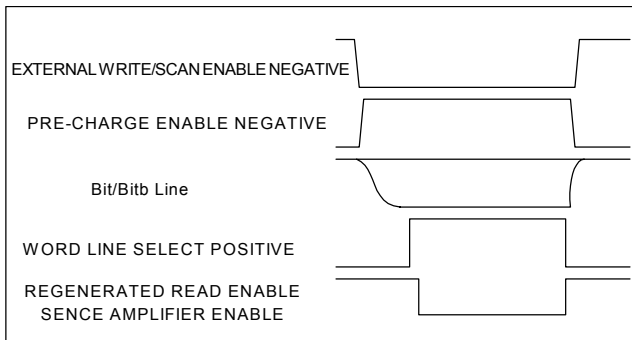 EXTERNAL WRITE/SCAN ENABLE NEGATIVE
PRE-CHARGE ENABLE NEGATIVE
Bit/Bitb Line
WORD LINE SELECT POSITIVE
REGENERATED READ ENABLE
SENCE AMPLIFIER ENABLE